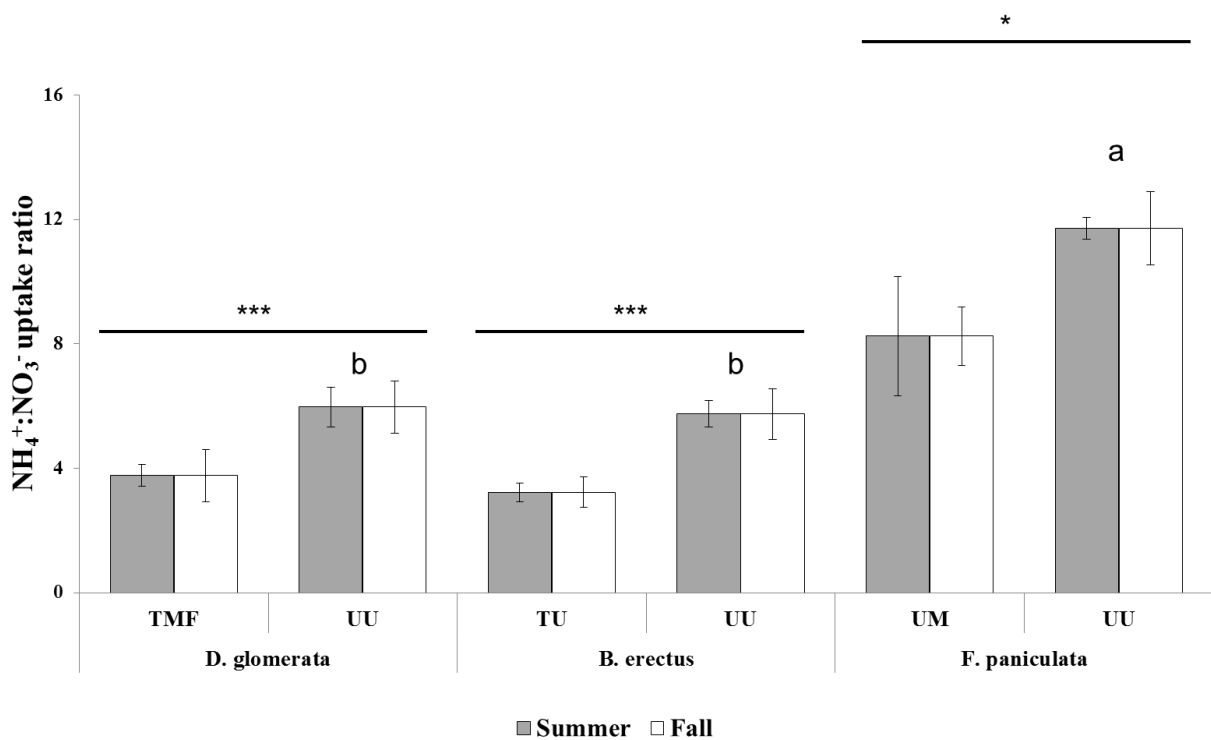 *
16
a
12
NH₄⁺:NO₃⁻ uptake ratio
***
***
8
b
b
4
0
TMF UU TU UU UM UU
D. glomerata B. erectus F. paniculata
Summer Fall